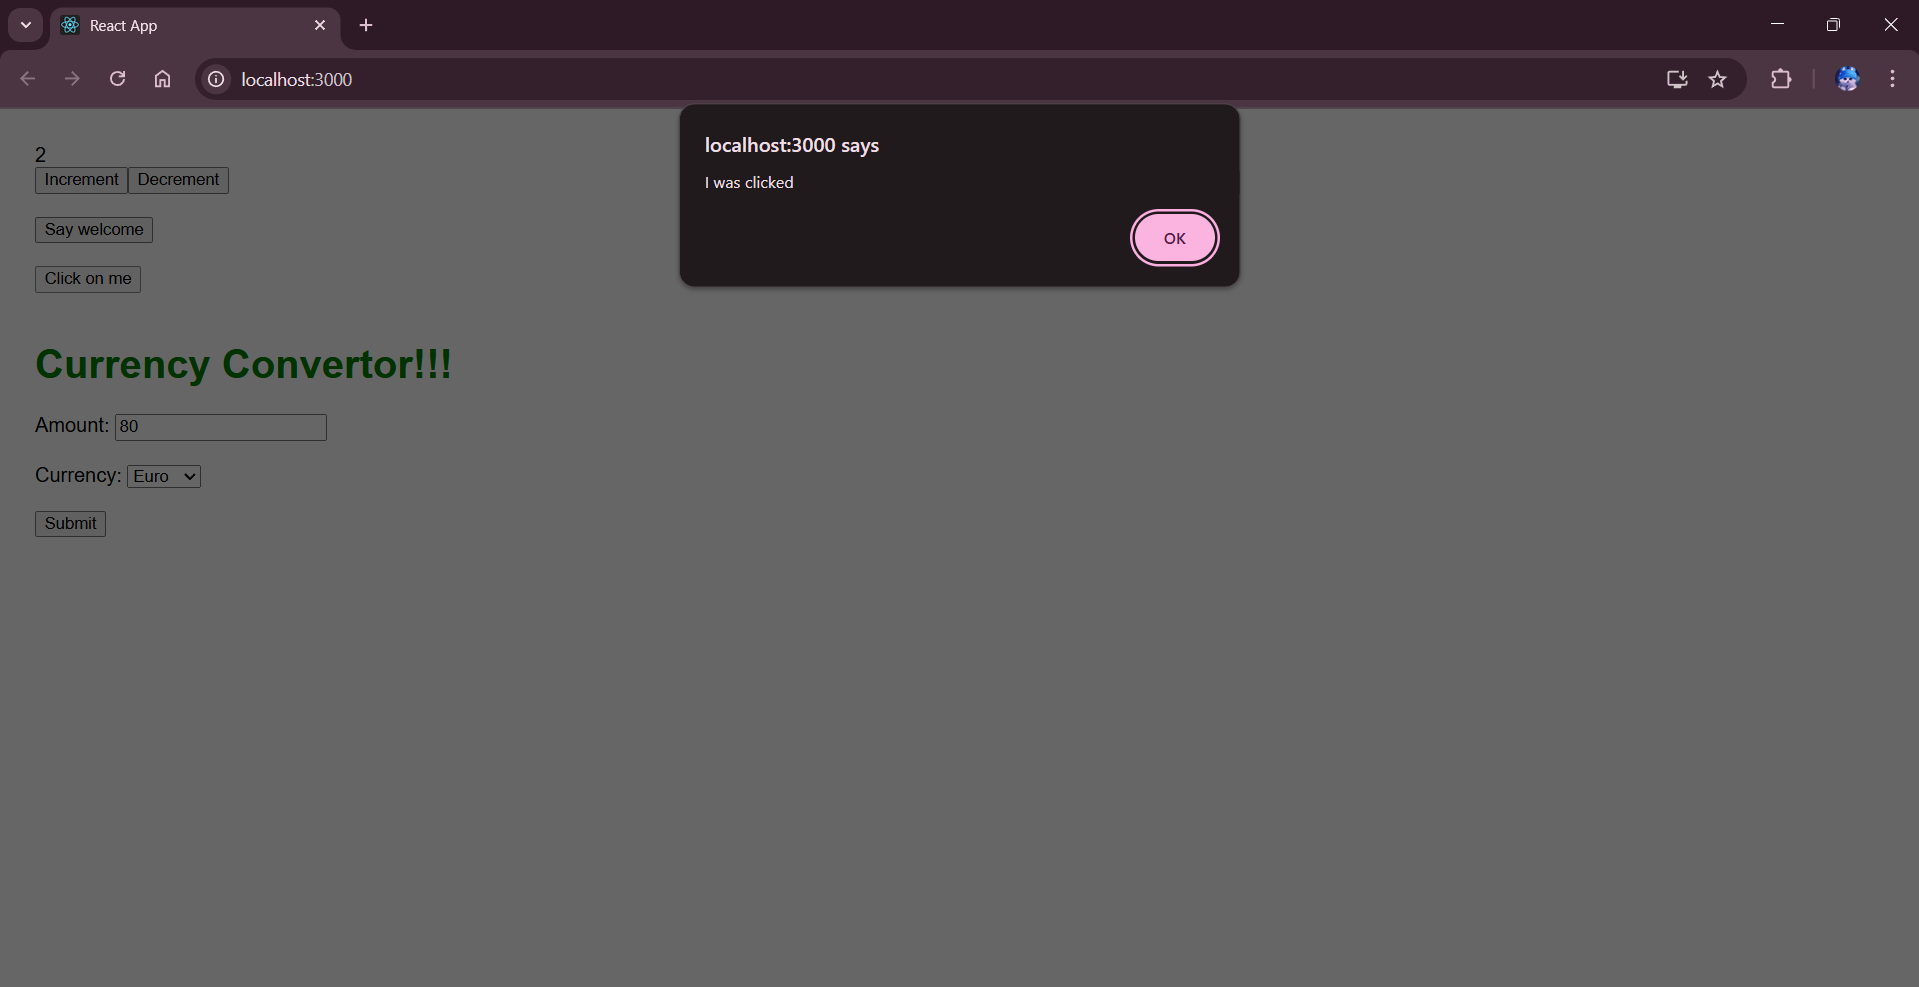 React App
localhost:3000
localhost:3000 says
I was clicked
OK
2
Increment Decrement
Say welcome
Click on me
Currency Convertor!!!
Amount: 80
Currency: Euro
Submit